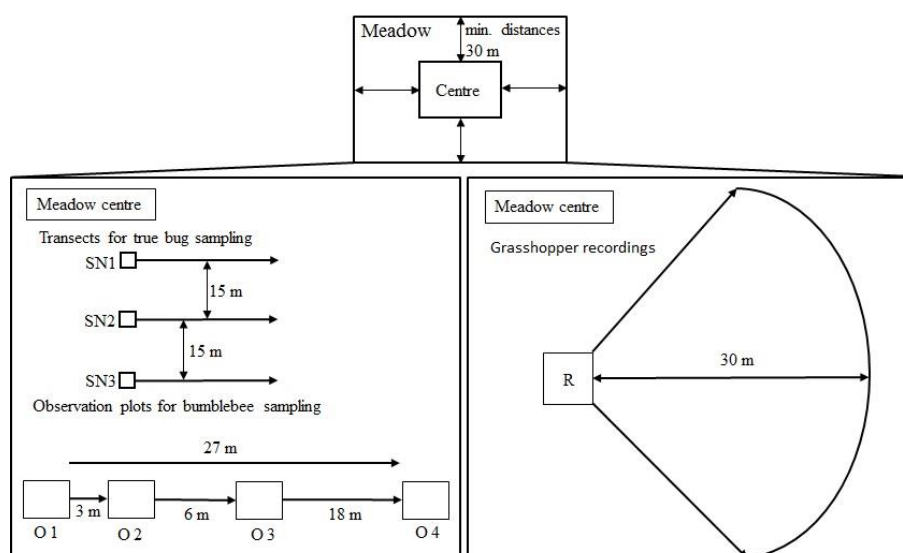 Meadow
min. distances
30 m
Centre
Meadow centre
Transects for true bug sampling
SN1
15 m
SN2
15 m
SN3
Observation plots for bumblebee sampling
27 m
3 m
6 m
18 m
O 1
O 2
O 3
O 4
Meadow centre
Grasshopper recordings
R
30 m